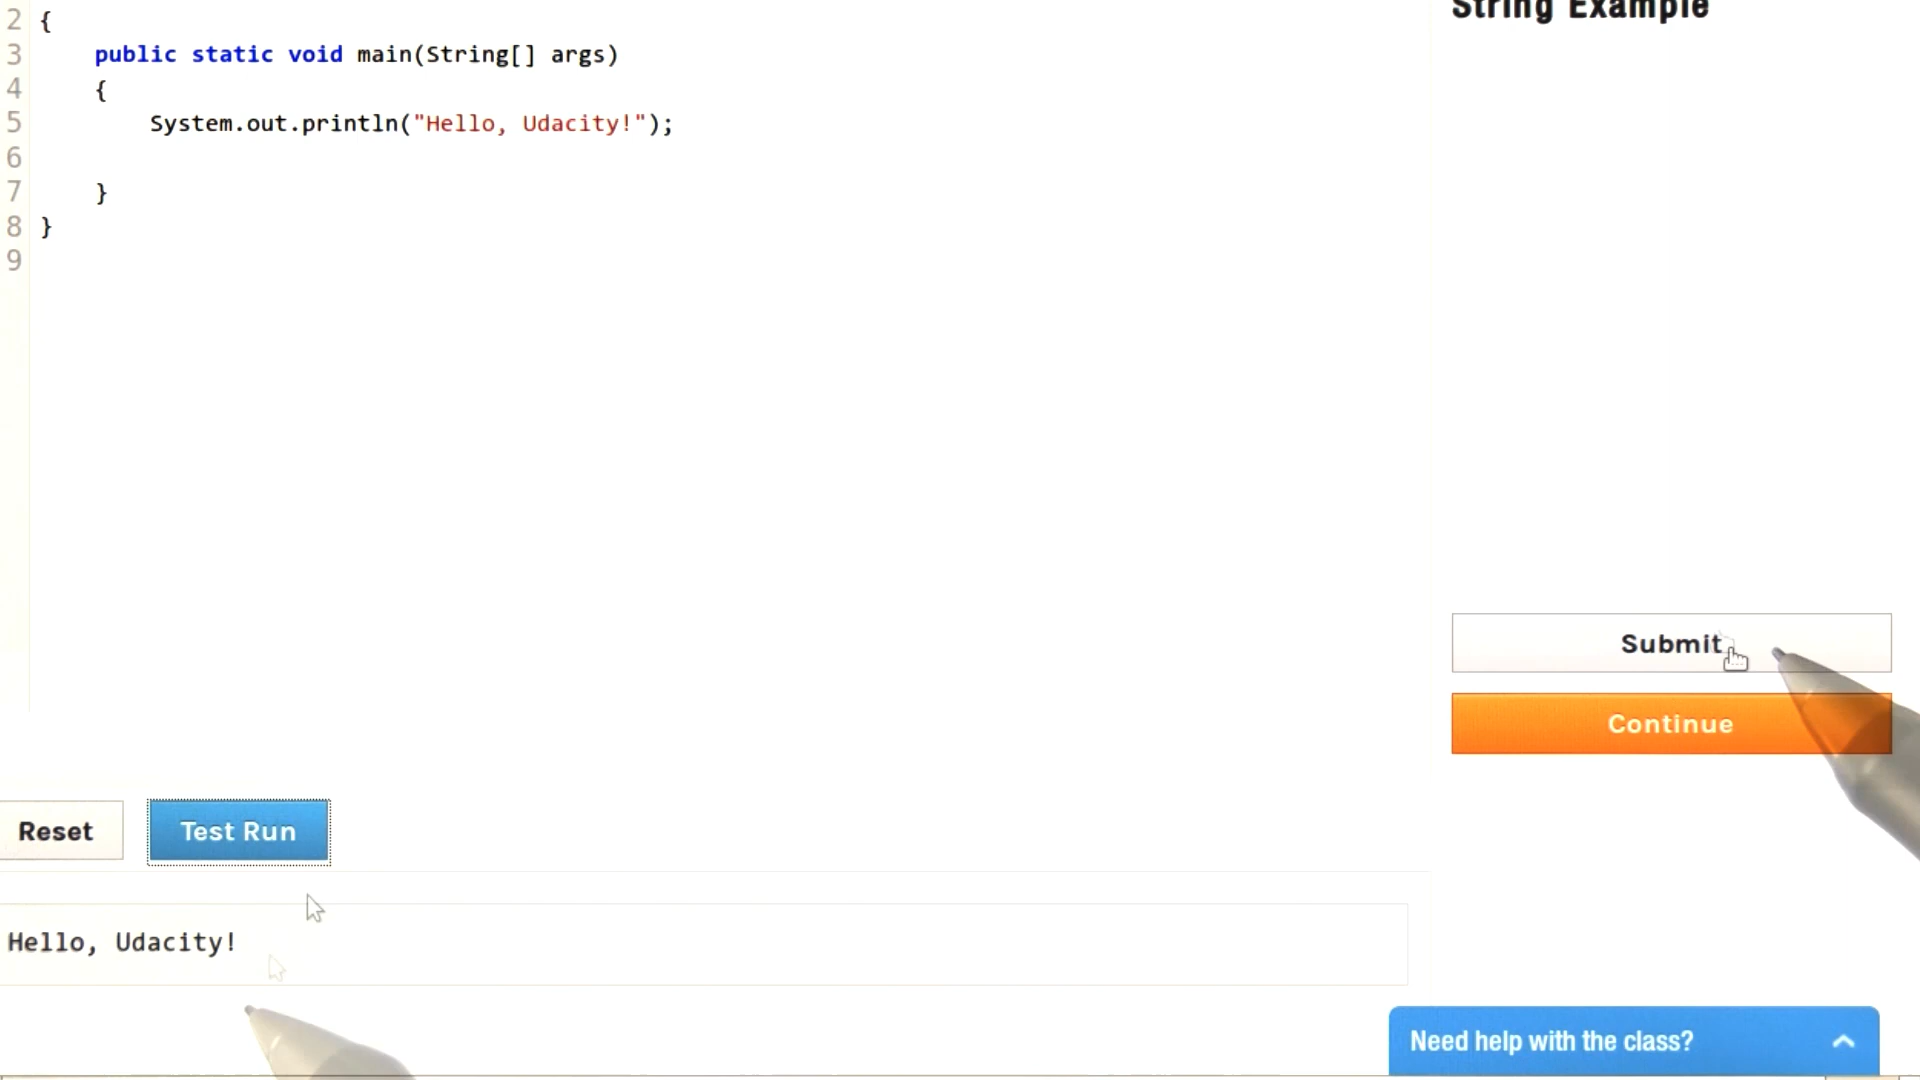 String Example
2 {
3 public static void main(String[] args)
4 {
5 System.out.println("Hello, Udacity!");
6
7 }
8 }
9
Submit
Continue
Reset
Test Run
Hello, Udacity!
Need help with the class?